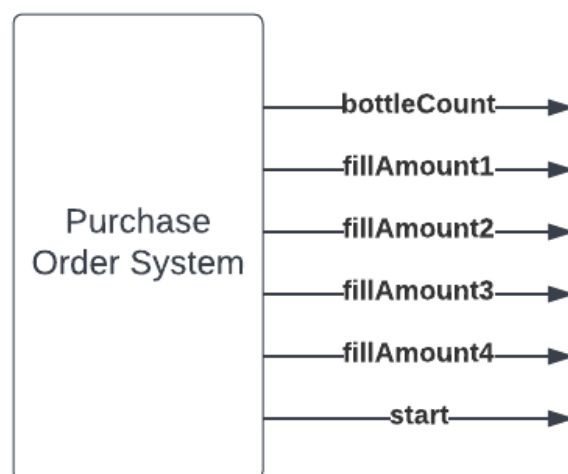 Purchase
Order System
bottleCount
fillAmount1
fillAmount2
fillAmount3
fillAmount4
start